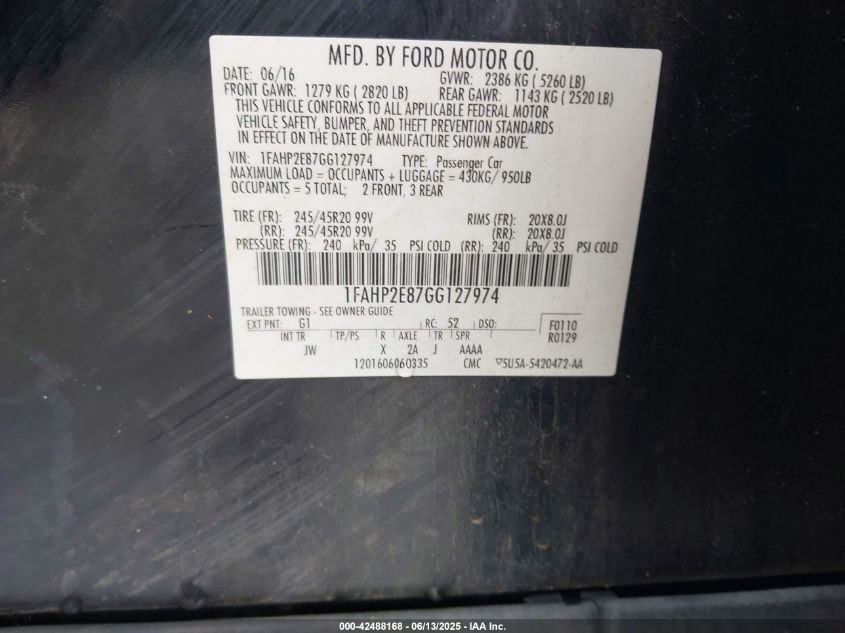 MFD. BY FORD MOTOR CO.
DATE: 06/16 GVWR: 2386 KG ( 5260 LB)
FRONT GAWR: 1279 KG ( 2820 LB) REAR GAWR: 1143 KG ( 2520 LB)
THIS VEHICLE CONFORMS TO ALL APPLICABLE FEDERAL MOTOR
VEHICLE SAFETY, BUMPER, AND THEFT PREVENTION STANDARDS
IN EFFECT ON THE DATE OF MANUFACTURE SHOWN ABOVE.
VIN: 1FAHP2E87GG127974 TYPE: Passenger Car
MAXIMUM LOAD = OCCUPANTS + LUGGAGE = 430KG/ 950LB
OCCUPANTS = 5 TOTAL; 2 FRONT, 3 REAR
TIRE (FR): 245/45R20 99V RIMS (FR): 20X8.0J
(RR): 245/45R20 99V (RR): 20X8.0J
PRESSURE (FR): 240 kPa/ 35 PSI COLD (RR): 240 kPa/ 35 PSI COLD
1FAHP2E87GG127974
TRAILER TOWING - SEE OWNER GUIDE
EXT PNT: G1 RC: 52 DSO: F0110
INT TR TP/PS R AXLE TR SPR R0129
JW X 2A J AAAA
1201606060335 CMC 5U5A-5420472-AA
000-42488168 - 06/13/2025 - IAA Inc.